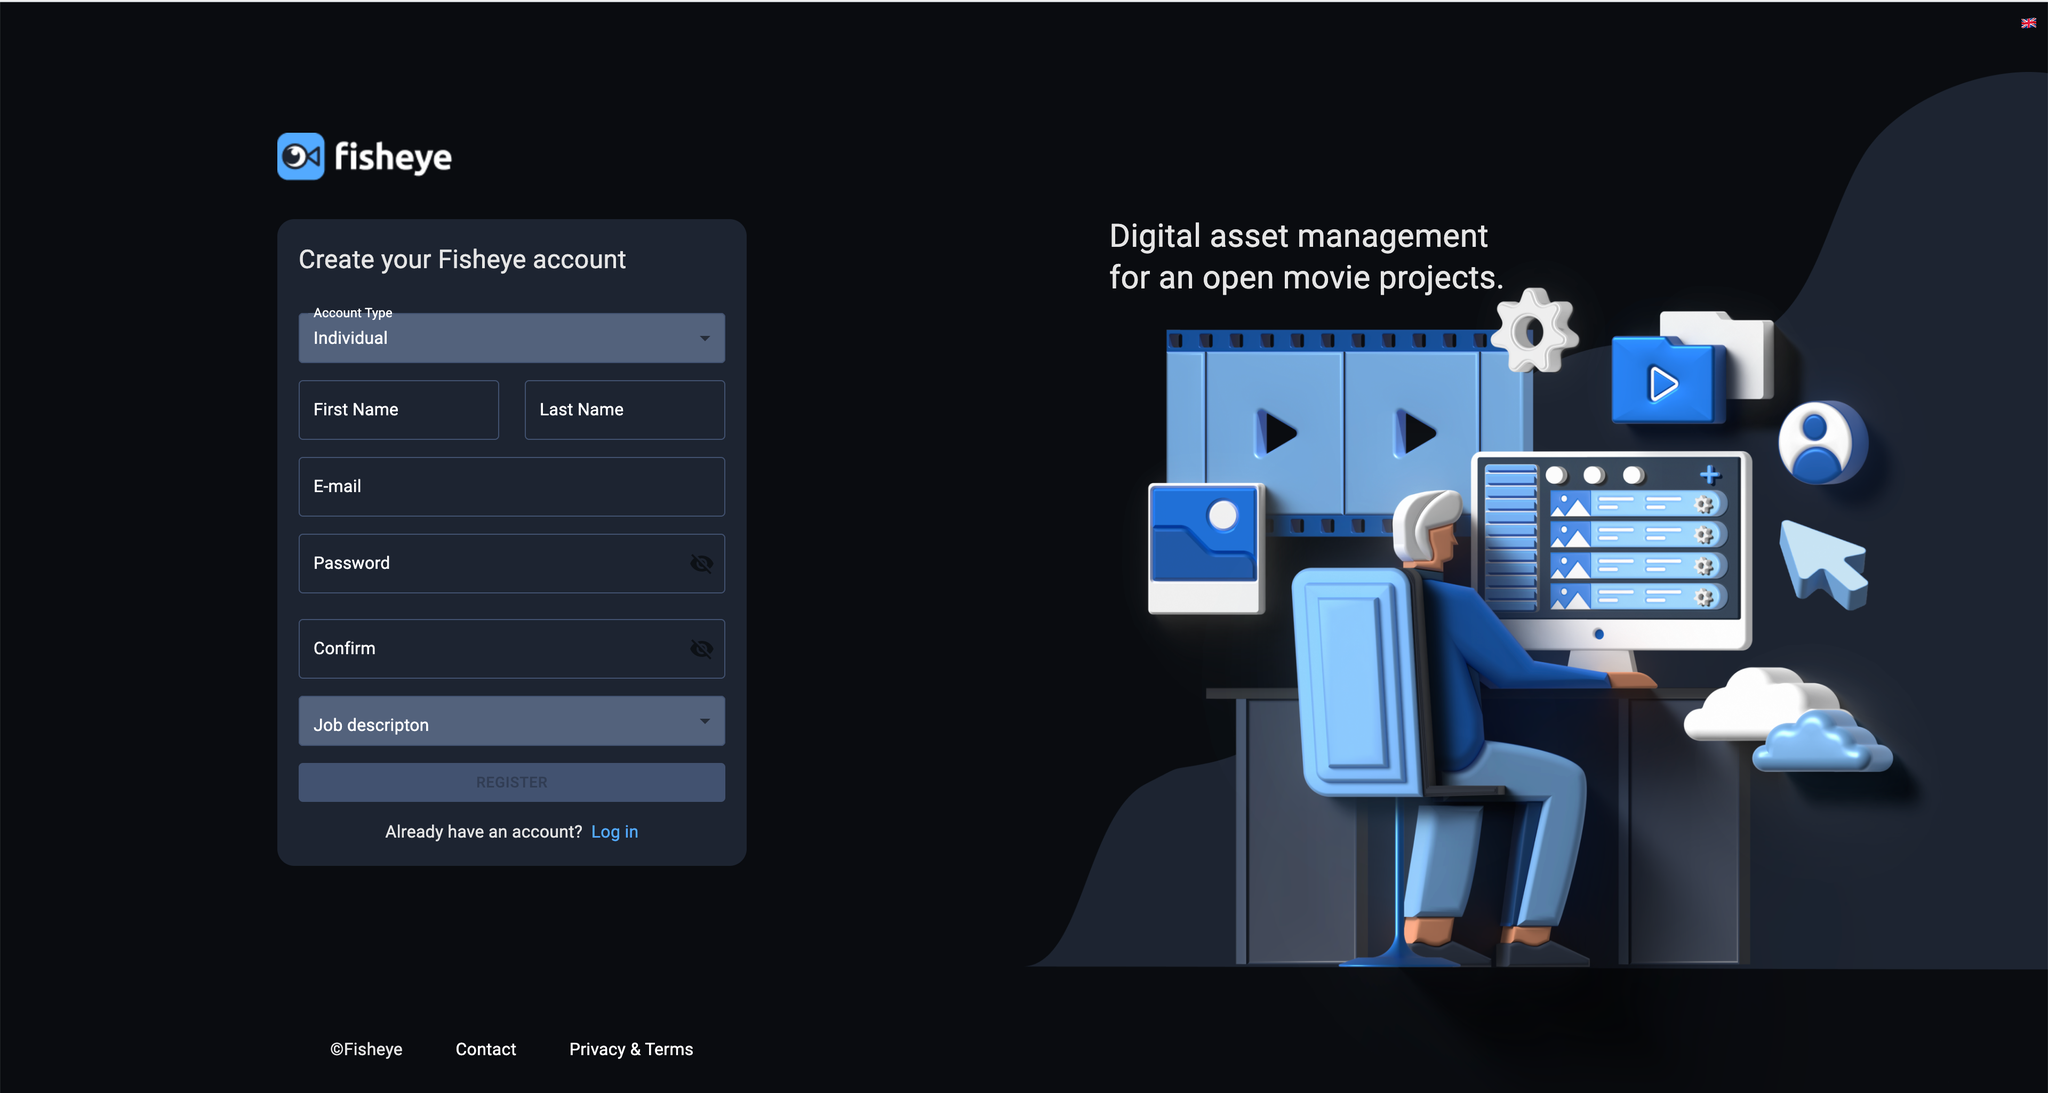 fisheye
Create your Fisheye account
Account Type
Individual
First Name
Last Name
E-mail
Password
Confirm
Job descripton
REGISTER
Already have an account? Log in
Digital asset management
for an open movie projects.
©Fisheye
Contact
Privacy & Terms